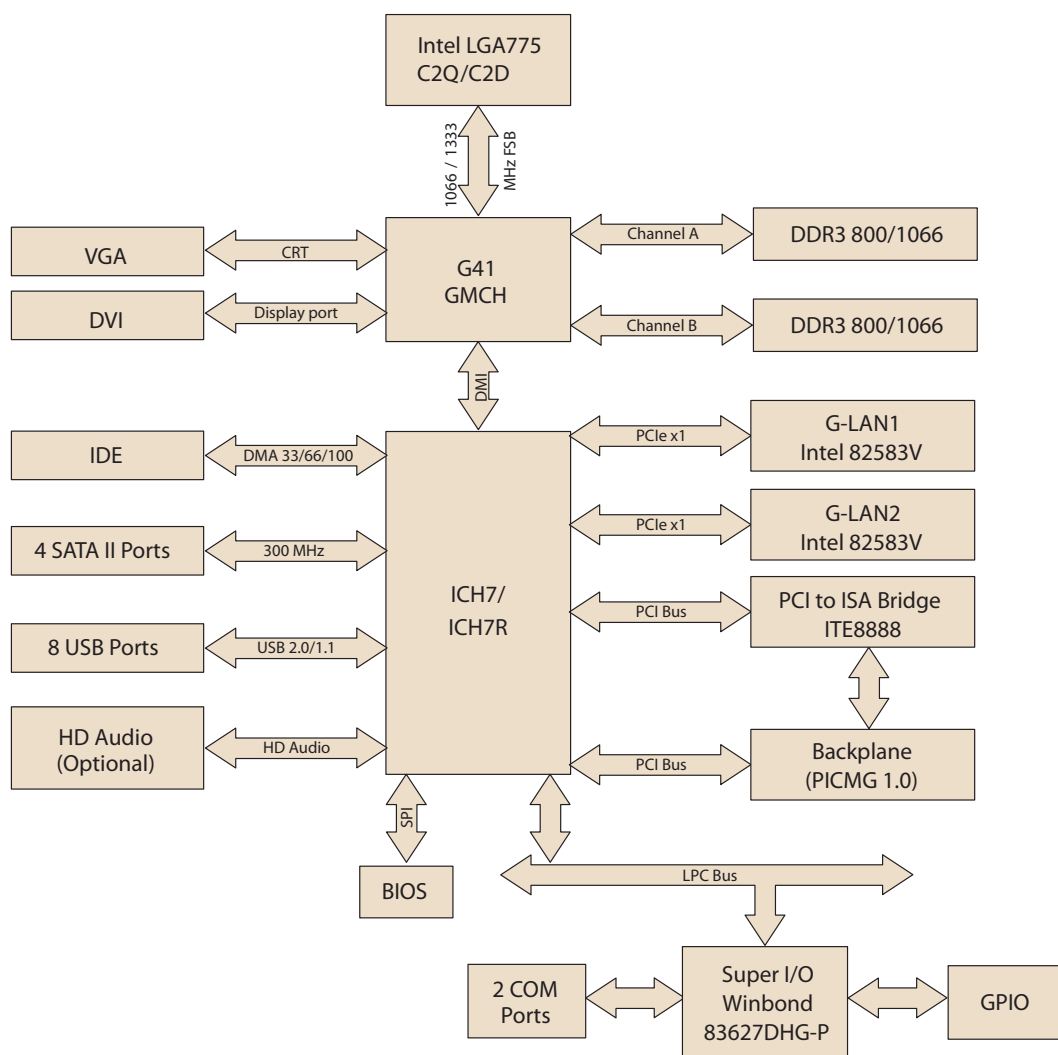 Intel LGA775
C2Q/C2D
1066 / 1333
MHz FSB
VGA
CRT
G41
GMCH
Channel A
DDR3 800/1066
DVI
Display port
Channel B
DDR3 800/1066
DMI
IDE
DMA 33/66/100
ICH7/
ICH7R
PCIe x1
G-LAN1
Intel 82583V
4 SATA II Ports
300 MHz
PCIe x1
G-LAN2
Intel 82583V
8 USB Ports
USB 2.0/1.1
PCI Bus
PCI to ISA Bridge
ITE8888
HD Audio
(Optional)
HD Audio
PCI Bus
Backplane
(PICMG 1.0)
SPI
BIOS
LPC Bus
2 COM
Ports
Super I/O
Winbond
83627DHG-P
GPIO